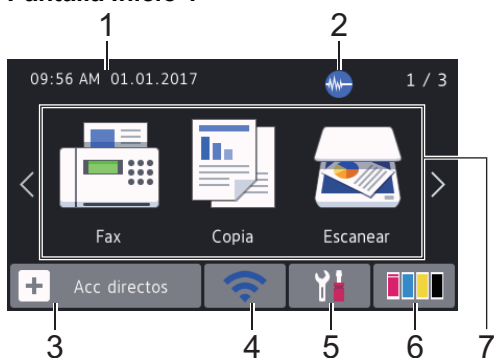 Pantalla Inicio 1
1
2
09:56 AM 01.01.2017
1 / 3
Fax
Copia
Escanear
Acc directos
3
4
5
6
7